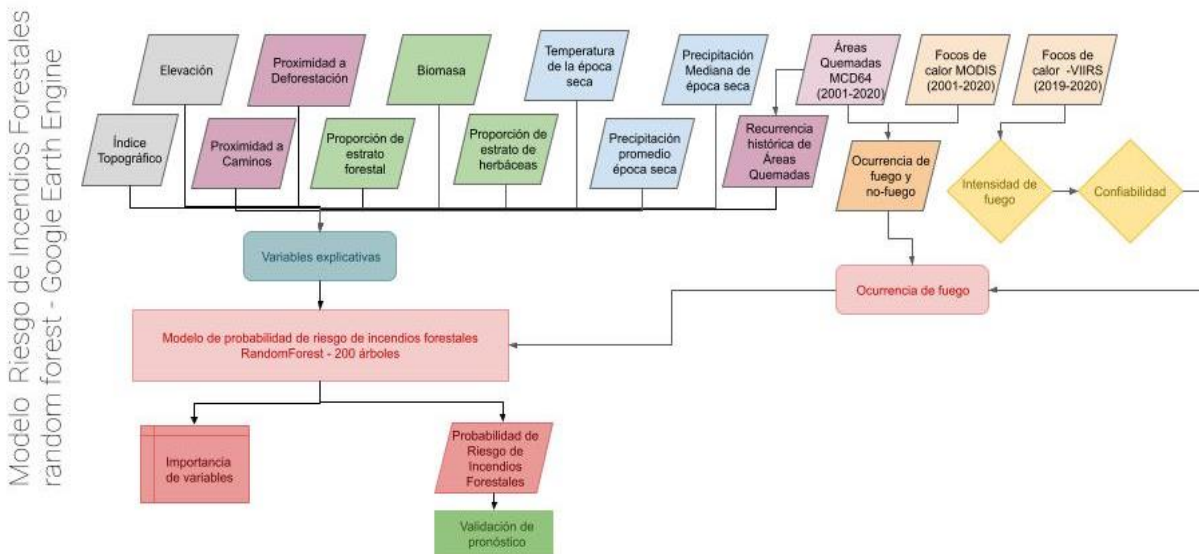 Modelo Riesgo de Incendios Forestales
random forest - Google Earth Engine
Elevación
Proximidad a
Deforestación
Biomasa
Temperatura
de la época
seca
Precipitación
Mediana de
época seca
Áreas
Quemadas
MCD64
(2001-2020)
Focos de
calor MODIS
(2001-2020)
Focos de
calor -VIIRS
(2019-2020)
Índice
Topográfico
Proximidad a
Caminos
Proporción de
estrato
forestal
Proporción de
estrato de
herbáceas
Precipitación
promedio
época seca
Recurrencia
histórica de
Áreas
Quemadas
Ocurrencia
de fuego y
no-fuego
Intensidad de
fuego
Confiabilidad
Variables explicativas
Ocurrencia de fuego
Modelo de probabilidad de riesgo de incendios forestales
RandomForest - 200 árboles
Importancia
de variables
Probabilidad de
Riesgo de
Incendios
Forestales
Validación de
pronóstico